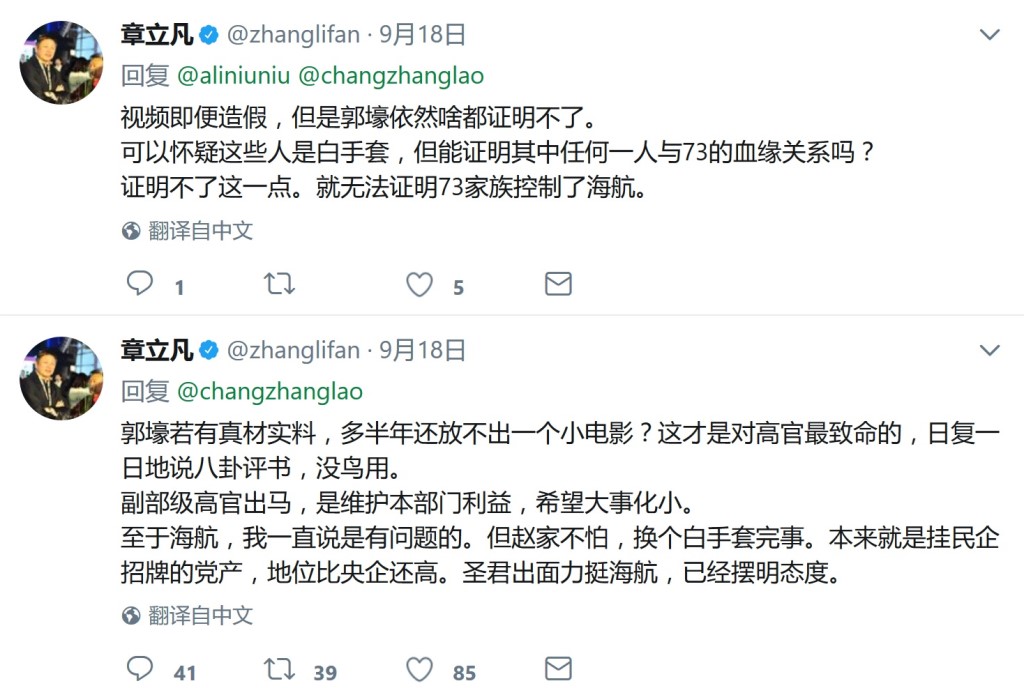 章立凡 @zhanglifan · 9月18日
回复 @aliniuniu @changzhanglao
视频即便造假，但是郭壕依然啥都证明不了。
可以怀疑这些人是白手套，但能证明其中任何一人与73的血缘关系吗？
证明不了这一点。就无法证明73家族控制了海航。
翻译自中文
1 5
章立凡 @zhanglifan · 9月18日
回复 @changzhanglao
郭壕若有真材实料，多半年还放不出一个小电影？这才是对高官最致命的，日复一
日地说八卦评书，没鸟用。
副部级高官出马，是维护本部门利益，希望大事化小。
至于海航，我一直说是有问题的。但赵家不怕，换个白手套完事。本来就是挂民企
招牌的党产，地位比央企还高。圣君出面力挺海航，已经摆明态度。
翻译自中文
41 39 85